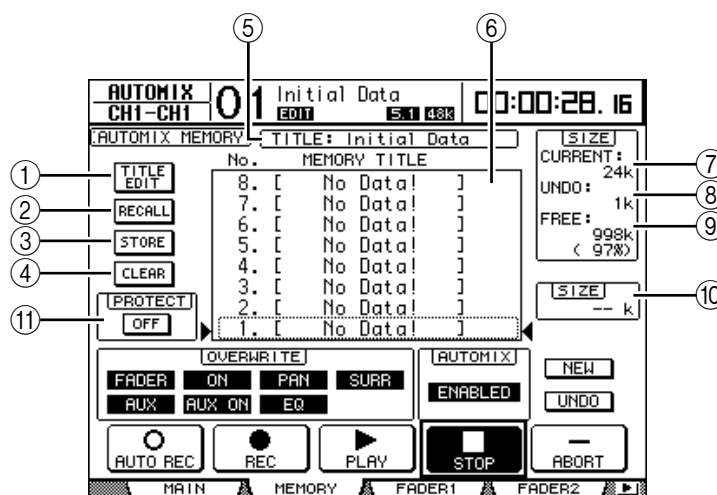 ⑤ ⑥
AUTOMIX 01 Initial Data 00:00:28. 16
CH1-CH1 EDIT 5.1 48k
AUTOMIX MEMORY TITLE: Initial Data SIZE
No. MEMORY TITLE CURRENT: ⑦
① TITLE EDIT 8. [ No Data! ] 24k
7. [ No Data! ] UNDO: ⑧
② RECALL 6. [ No Data! ] 1k
③ STORE 5. [ No Data! ] FREE: ⑨
998k
④ CLEAR 4. [ No Data! ] ( 97%)
3. [ No Data! ] SIZE ⑩
⑪ PROTECT 2. [ No Data! ] -- k
OFF 1. [ No Data! ]
OVERWRITE AUTOMIX
FADER ON PAN SURR ENABLED NEW
AUX AUX ON EQ UNDO
AUTO REC REC PLAY STOP ABORT
MAIN MEMORY FADER1 FADER2